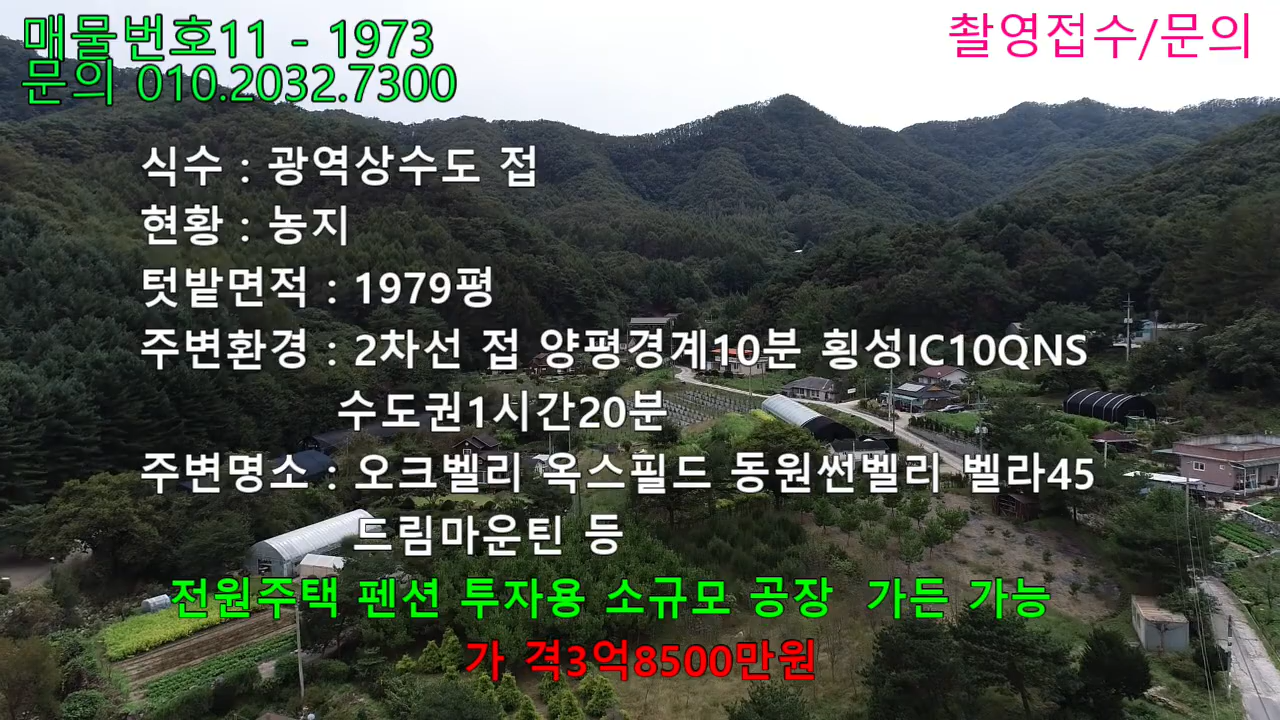 매물번호11 - 1973
촬영접수/문의
문의 010.2032.7300
식수 : 광역상수도 접
현황 : 농지
텃밭면적 : 1979평
주변환경 : 2차선 접 양평경계10분 횡성IC10QNS
수도권1시간20분
주변명소 : 오크벨리 옥스필드 동원썬벨리 벨라45
드림마운틴 등
전원주택 펜션 투자용 소규모 공장 가든 가능
가 격3억8500만원